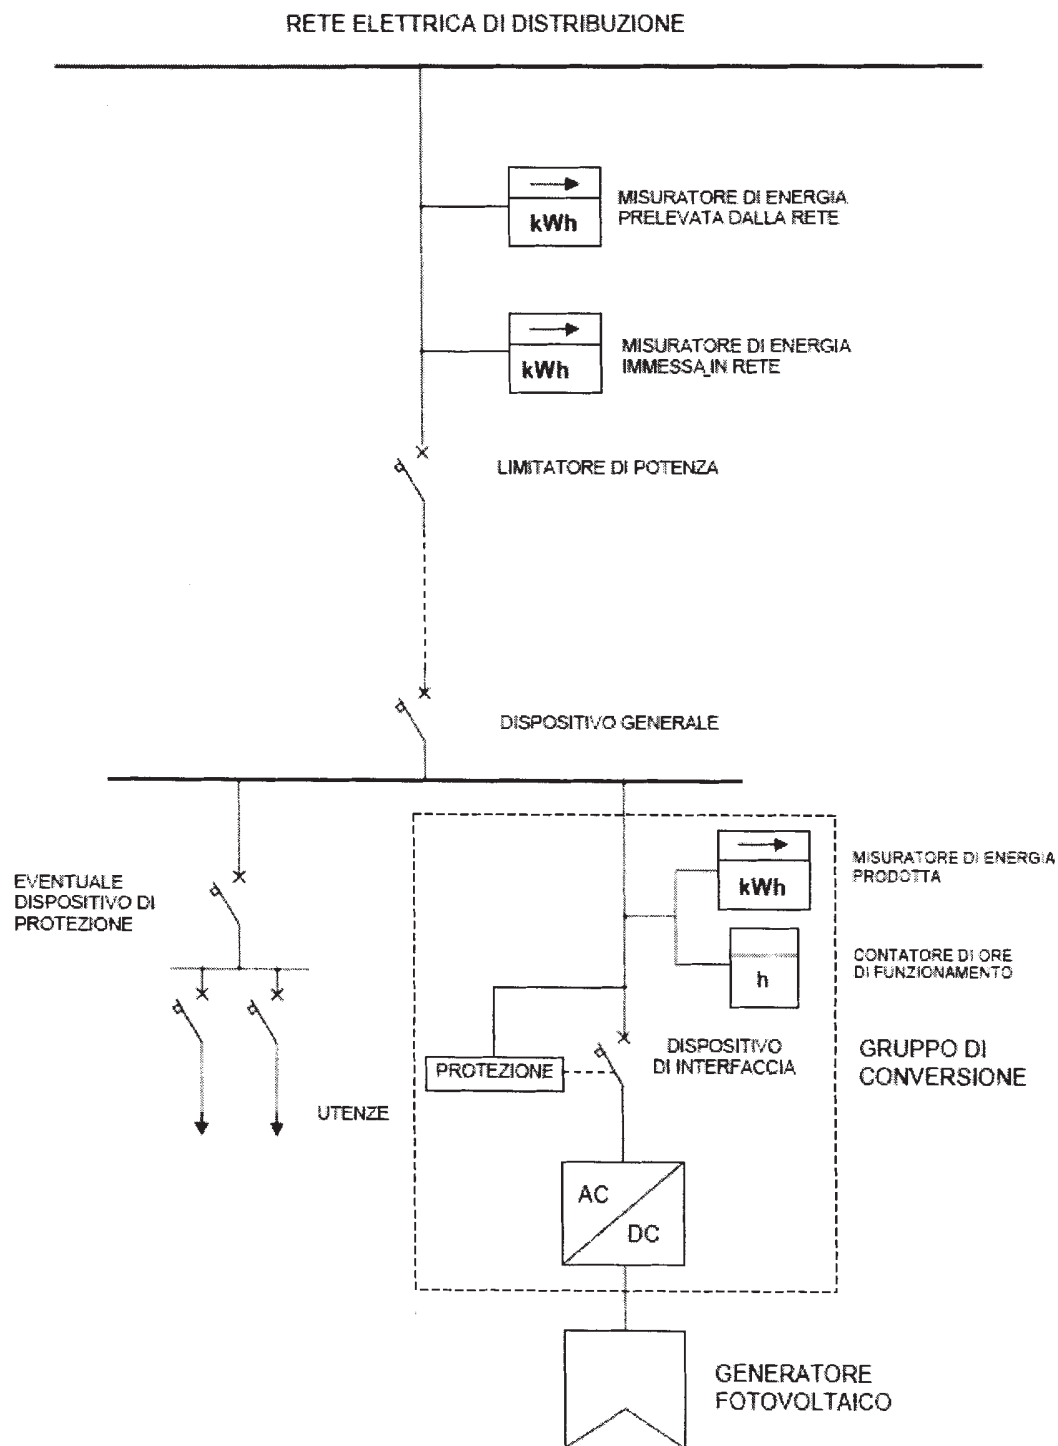 RETE ELETTRICA DI DISTRIBUZIONE
kWh
MISURATORE DI ENERGIA
PRELEVATA DALLA RETE
kWh
MISURATORE DI ENERGIA
IMMESSA IN RETE
LIMITATORE DI POTENZA
DISPOSITIVO GENERALE
EVENTUALE
DISPOSITIVO DI
PROTEZIONE
UTENZE
kWh
MISURATORE DI ENERGIA
PRODOTTA
h
CONTATORE DI ORE
DI FUNZIONAMENTO
PROTEZIONE
DISPOSITIVO
DI INTERFACCIA
GRUPPO DI
CONVERSIONE
AC
DC
GENERATORE
FOTOVOLTAICO